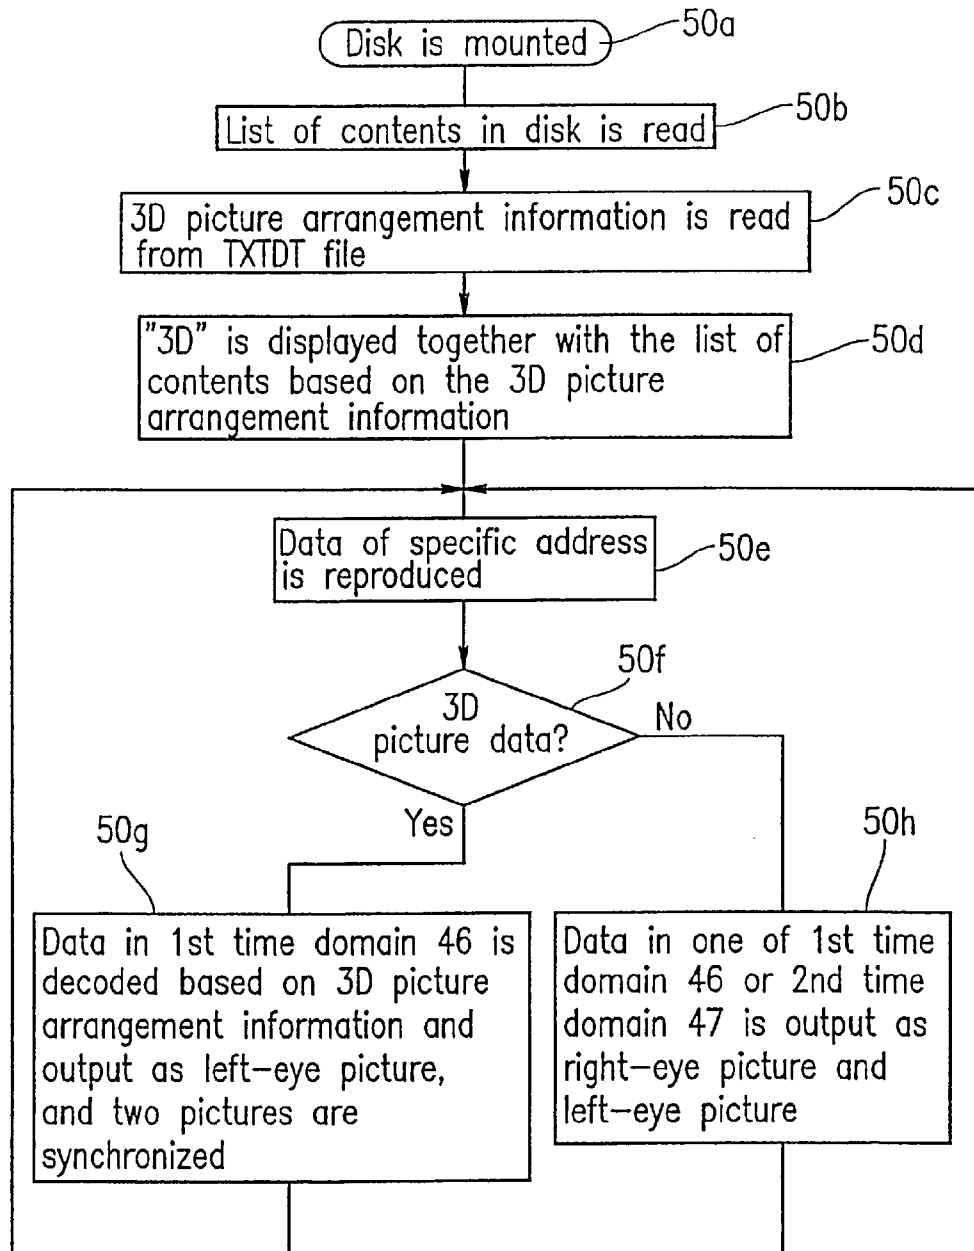 Disk is mounted
50a
List of contents in disk is read
50b
3D picture arrangement information is read
from TXTDT file
50c
"3D" is displayed together with the list of
contents based on the 3D picture
arrangement information
50d
Data of specific address
is reproduced
50e
3D
picture data?
50f
No
Yes
50g
Data in 1st time domain 46 is
decoded based on 3D picture
arrangement information and
output as left-eye picture,
and two pictures are
synchronized
50h
Data in one of 1st time
domain 46 or 2nd time
domain 47 is output as
right-eye picture and
left-eye picture